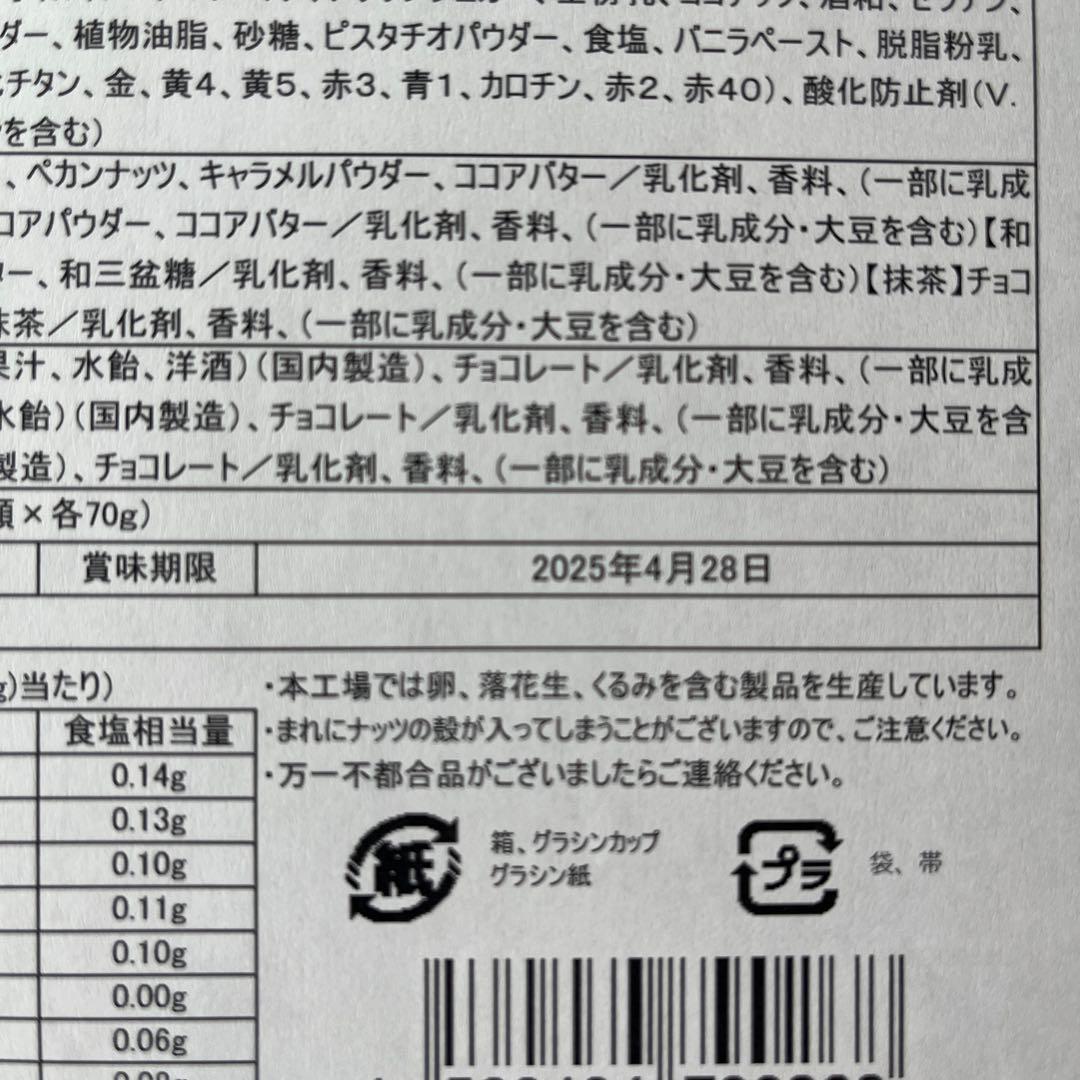 ダー、植物油脂、砂糖、ピスタチオパウダー、食塩、バニラペースト、脱脂粉乳、
チタン、金、黄4、黄5、赤3、青1、カロチン、赤2、赤40)、酸化防止剤(V.
を含む)
、ペカンナッツ、キャラメルパウダー、ココアバター/乳化剤、香料、(一部に乳成
コアパウダー、ココアバター/乳化剤、香料、(一部に乳成分・大豆を含む)【和
ー、和三盆糖/乳化剤、香料、(一部に乳成分・大豆を含む)【抹茶】チョコ
抹茶/乳化剤、香料、(一部に乳成分・大豆を含む)
果汁、水飴、洋酒)(国内製造)、チョコレート/乳化剤、香料、(一部に乳成
水飴)(国内製造)、チョコレート/乳化剤、香料、(一部に乳成分・大豆を含
製造)、チョコレート/乳化剤、香料、(一部に乳成分・大豆を含む)
類×各70g)
賞味期限 2025年4月28日
g)当たり)
食塩相当量
0.14g
0.13g
0.10g
0.11g
0.10g
0.00g
0.06g
・本工場では卵、落花生、くるみを含む製品を生産しています。
・まれにナッツの殻が入ってしまうことがございますので、ご注意ください。
・万一不都合品がございましたらご連絡ください。
紙
箱、グラシンカップ
グラシン紙
プラ
袋、帯